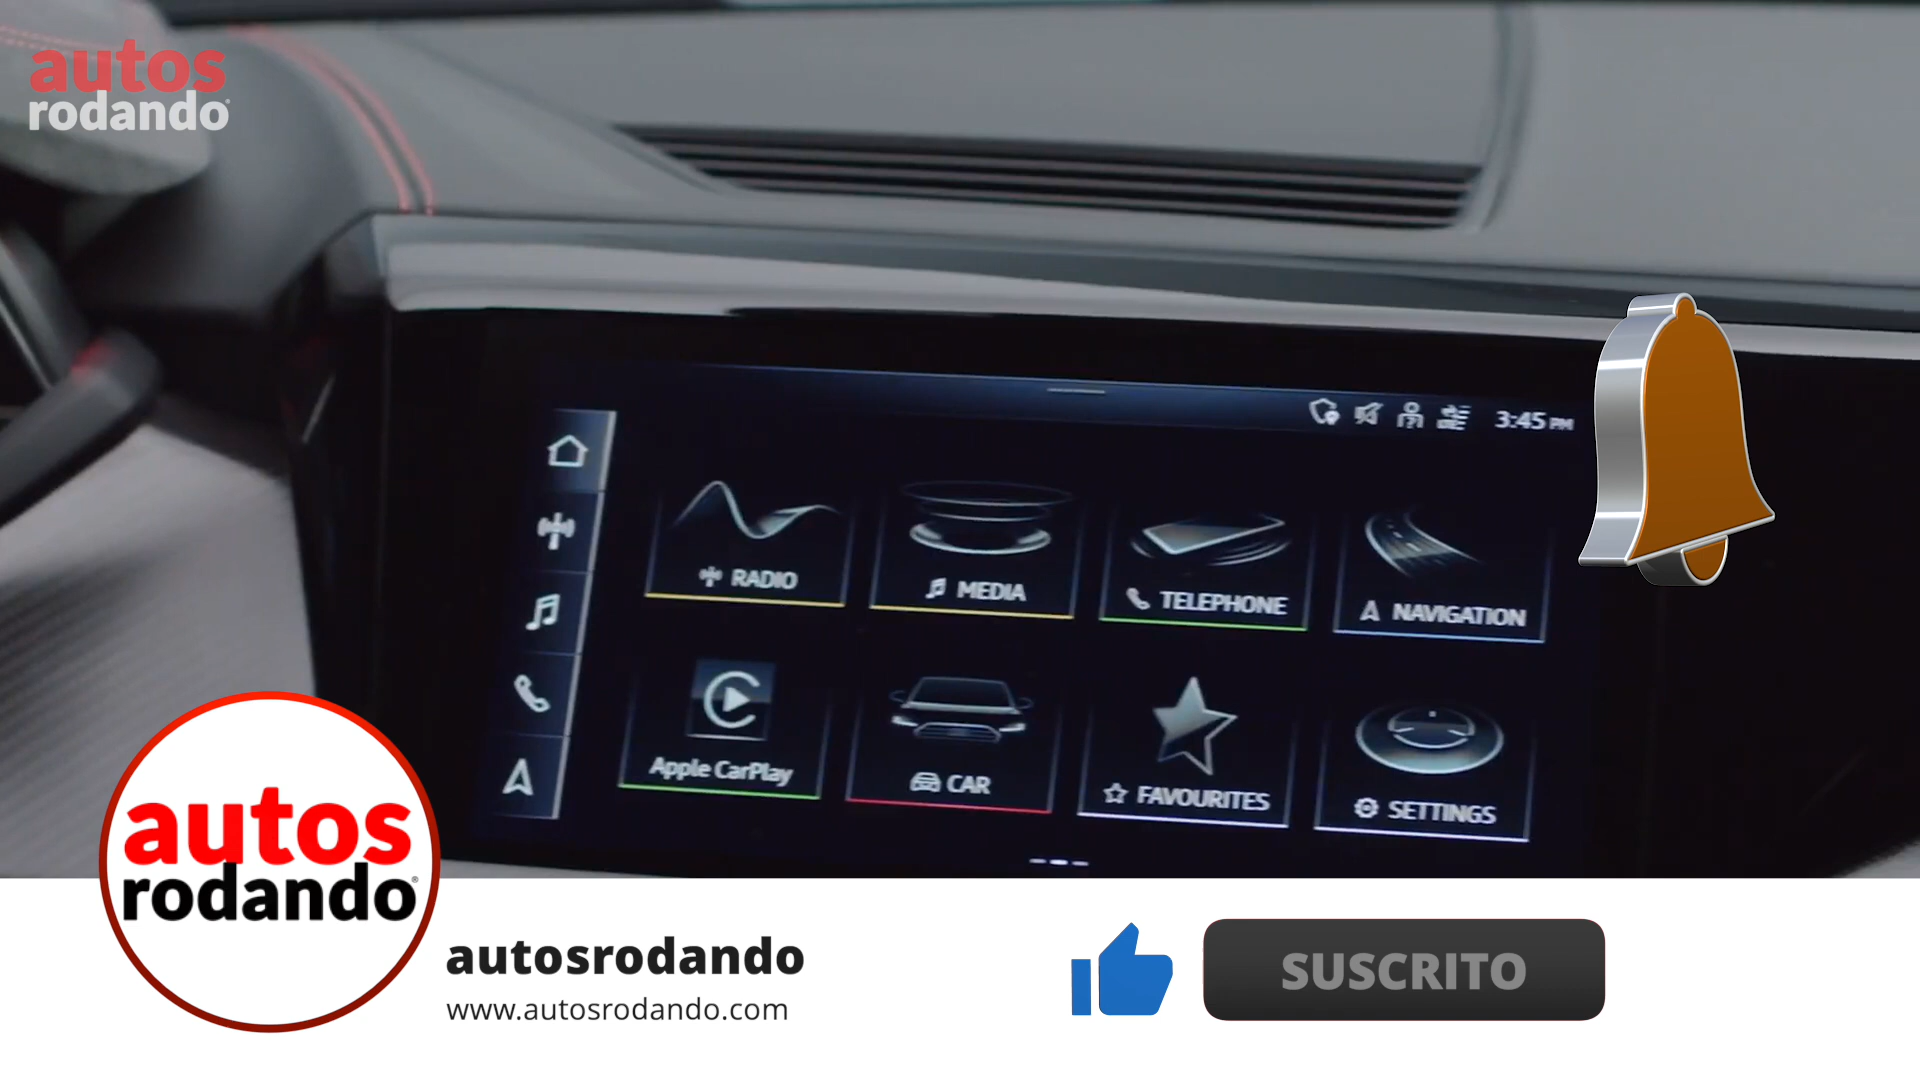 autos
rodando
3:45 PM
RADIO
MEDIA
TELEPHONE
NAVIGATION
Apple CarPlay
CAR
FAVOURITES
SETTINGS
autos
rodando
autosrodando
www.autosrodando.com
SUSCRITO